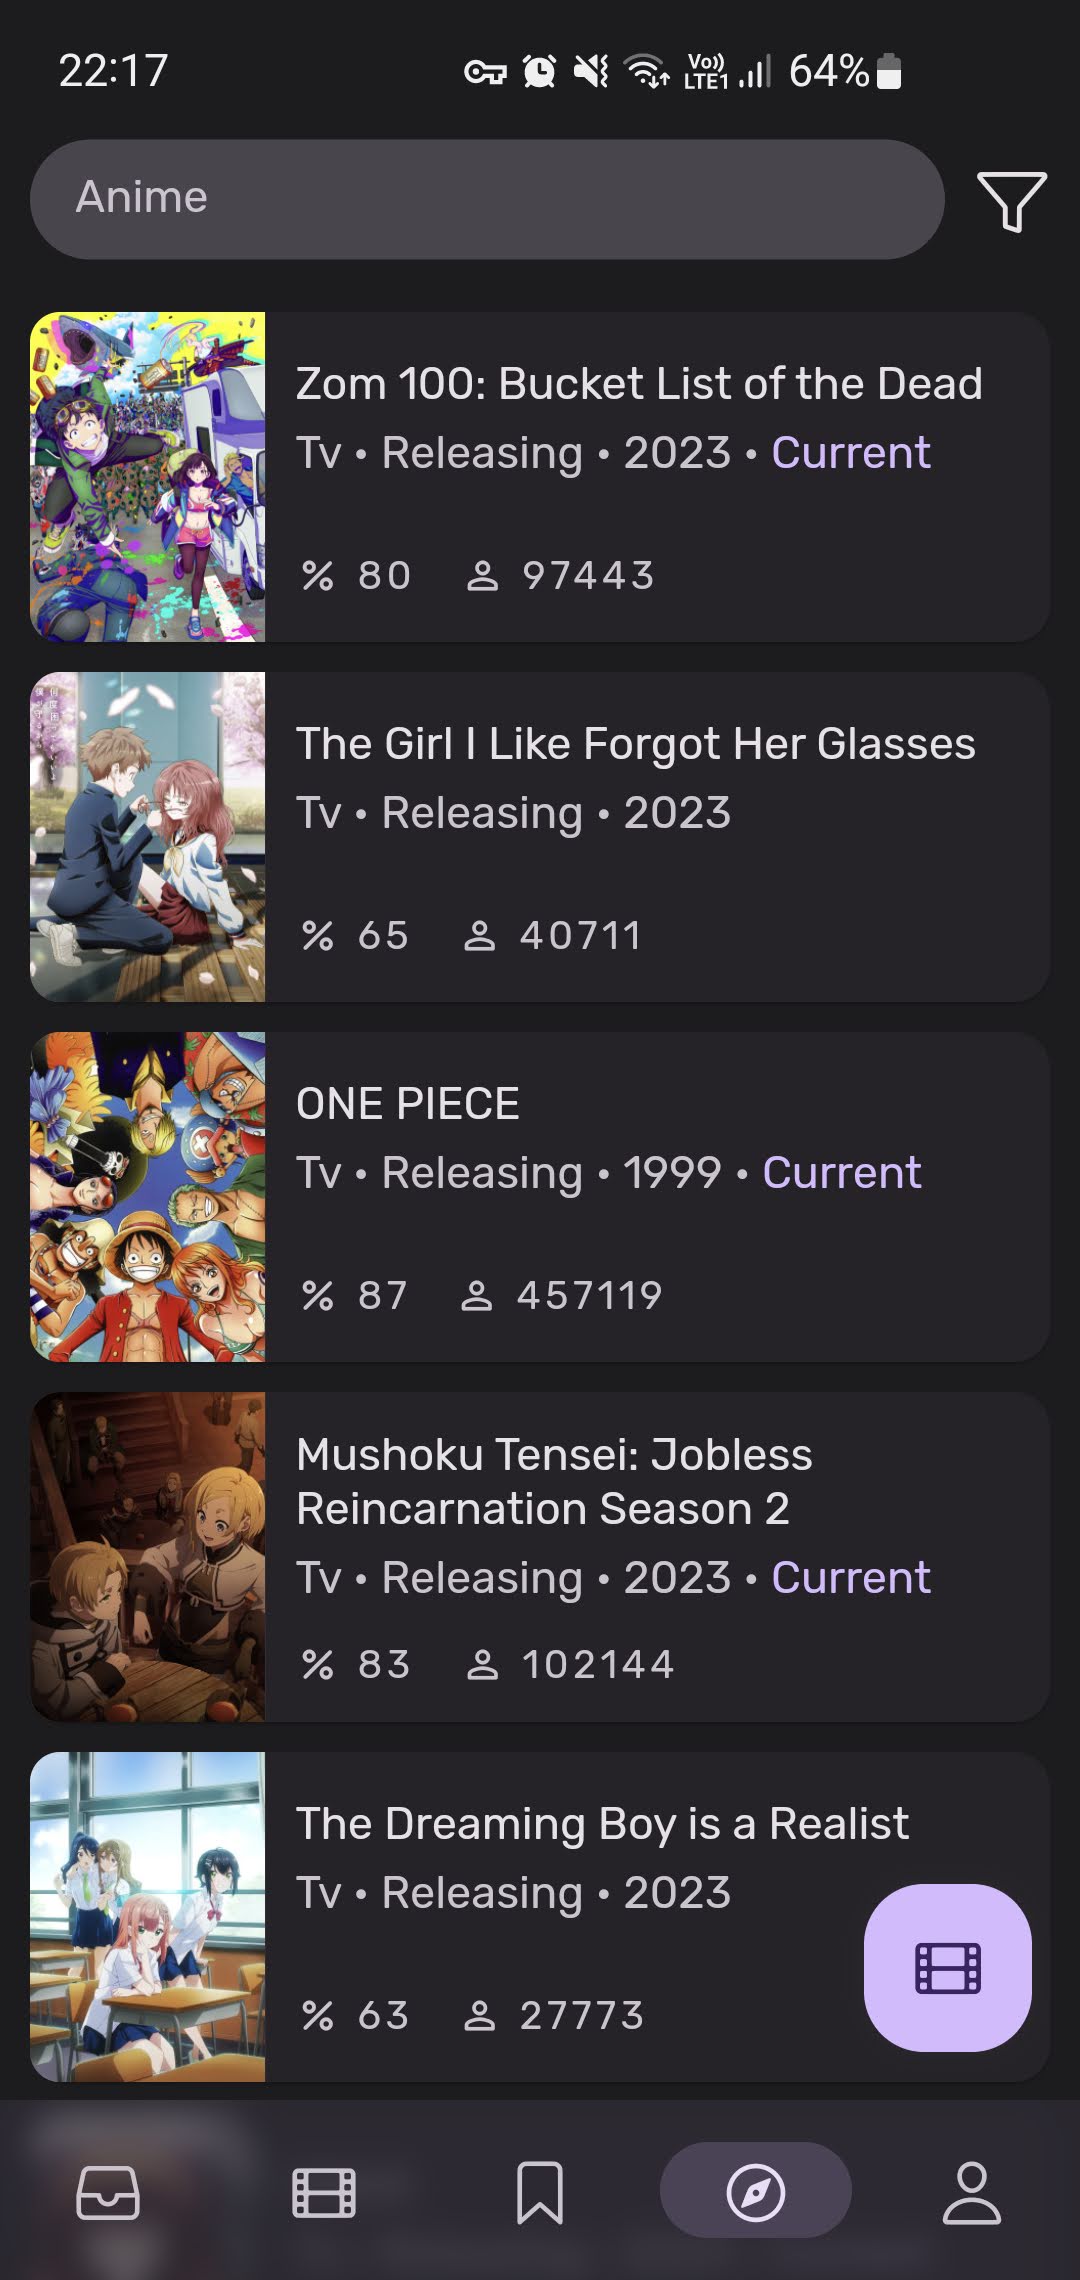 22:17
Vo))
LTE1
64%
Anime
Zom 100: Bucket List of the Dead
Tv • Releasing • 2023 • Current
% 80 97443
The Girl I Like Forgot Her Glasses
Tv • Releasing • 2023
% 65 40711
ONE PIECE
Tv • Releasing • 1999 • Current
% 87 457119
Mushoku Tensei: Jobless
Reincarnation Season 2
Tv • Releasing • 2023 • Current
% 83 102144
The Dreaming Boy is a Realist
Tv • Releasing • 2023
% 63 27773